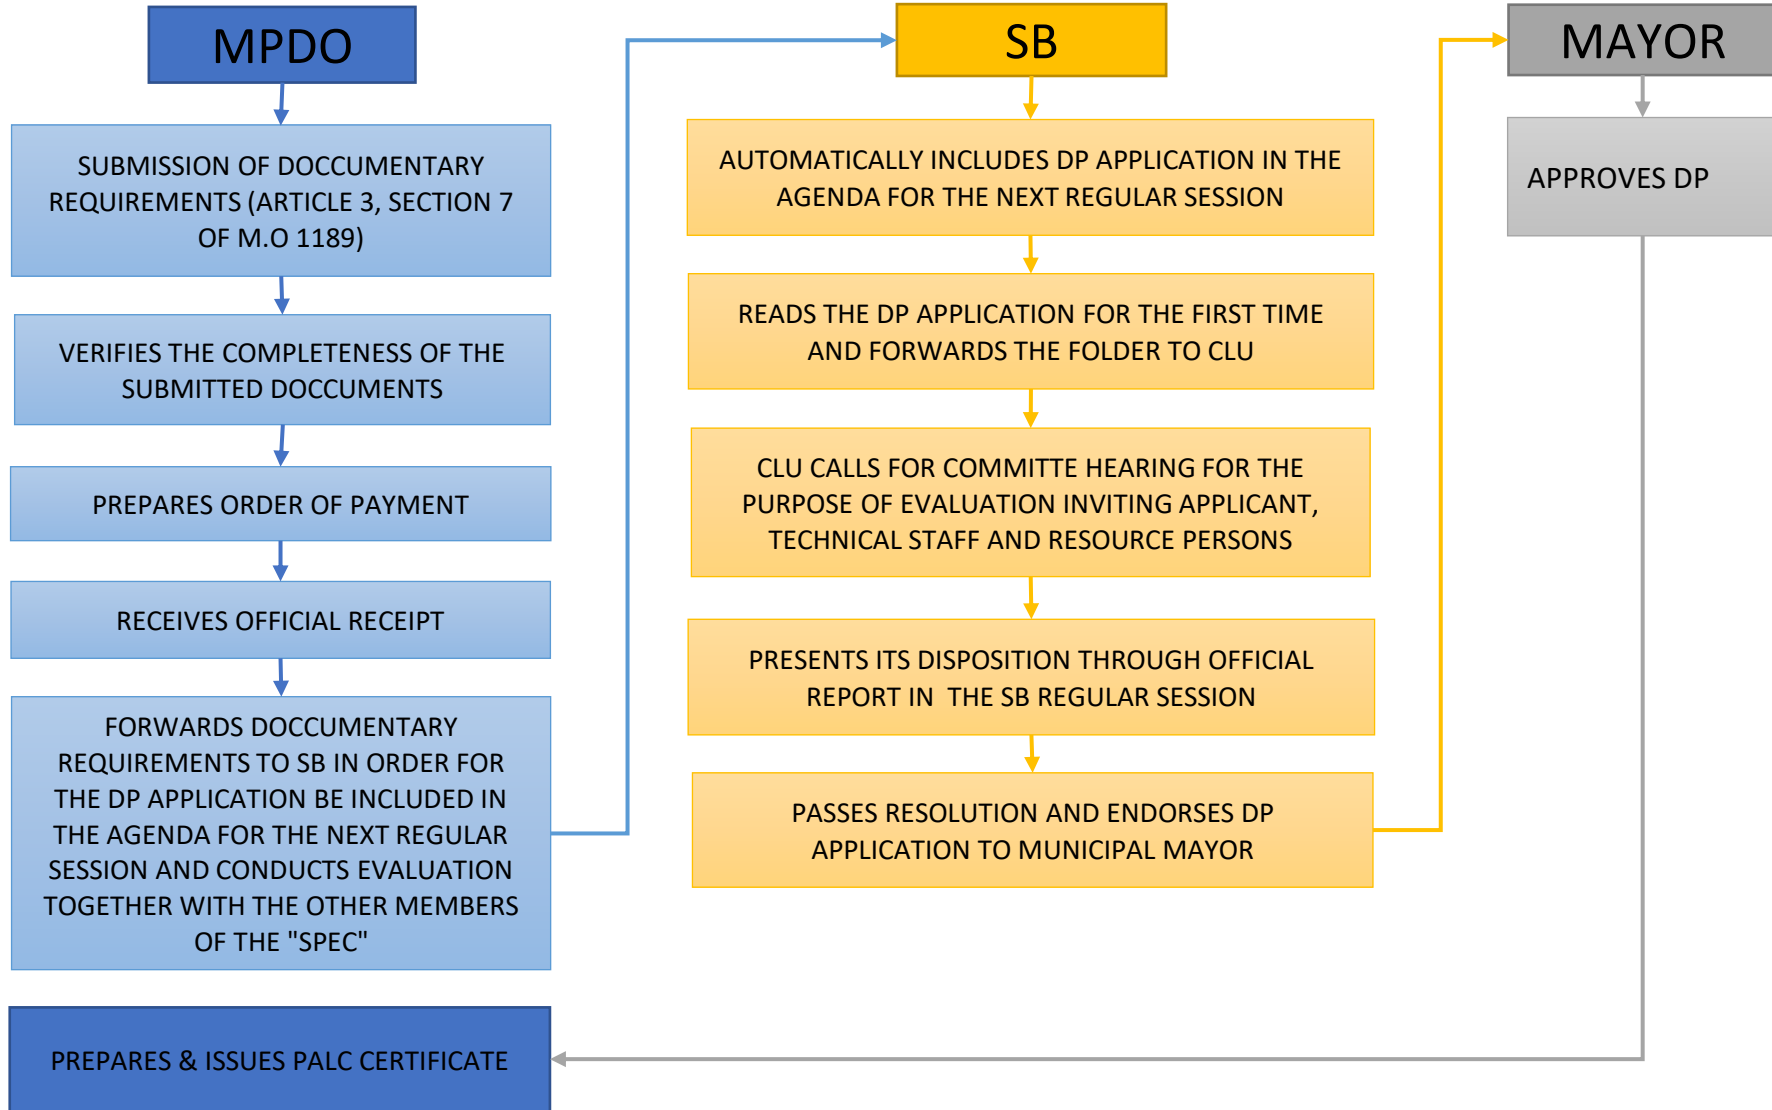 MPDO
SUBMISSION OF DOCCUMENTARY
REQUIREMENTS (ARTICLE 3, SECTION 7
OF M.O 1189)
VERIFIES THE COMPLETENESS OF THE
SUBMITTED DOCCUMENTS
PREPARES ORDER OF PAYMENT
RECEIVES OFFICIAL RECEIPT
FORWARDS DOCCUMENTARY
REQUIREMENTS TO SB IN ORDER FOR
THE DP APPLICATION BE INCLUDED IN
THE AGENDA FOR THE NEXT REGULAR
SESSION AND CONDUCTS EVALUATION
TOGETHER WITH THE OTHER MEMBERS
OF THE "SPEC"
SB
AUTOMATICALLY INCLUDES DP APPLICATION IN THE
AGENDA FOR THE NEXT REGULAR SESSION
READS THE DP APPLICATION FOR THE FIRST TIME
AND FORWARDS THE FOLDER TO CLU
CLU CALLS FOR COMMITTE HEARING FOR THE
PURPOSE OF EVALUATION INVITING APPLICANT,
TECHNICAL STAFF AND RESOURCE PERSONS
PRESENTS ITS DISPOSITION THROUGH OFFICIAL
REPORT IN THE SB REGULAR SESSION
PASSES RESOLUTION AND ENDORSES DP
APPLICATION TO MUNICIPAL MAYOR
MAYOR
APPROVES DP
PREPARES & ISSUES PALC CERTIFICATE